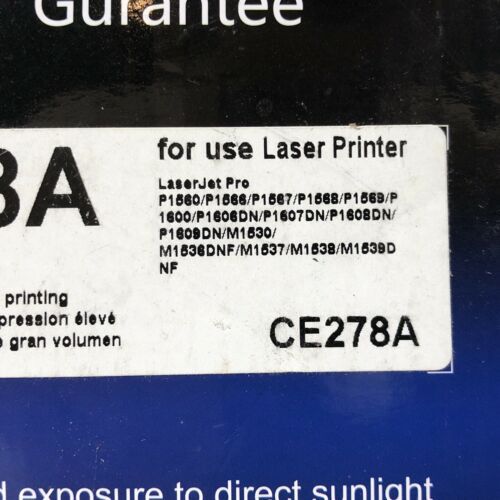 Gurantee
8A
for use Laser Printer
LaserJet Pro
P1560/P1566/P1567/P1568/P1569/P
1600/P1606DN/P1607DN/P1608DN/
P1609DN/M1530/
M1536DNF/M1537/M1538/M1539D
NF
printing
pression élevé
gran volumen
CE278A
exposure to direct sunlight